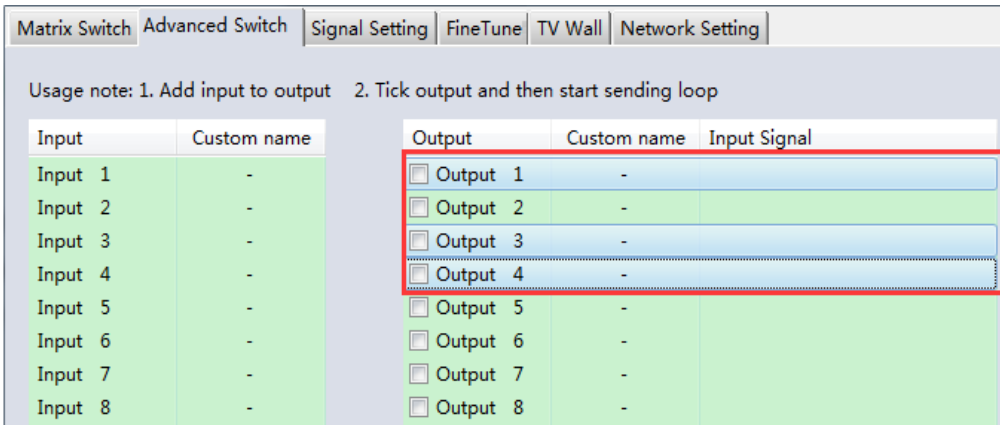 Matrix Switch Advanced Switch Signal Setting FineTune TV Wall Network Setting
Usage note: 1. Add input to output 2. Tick output and then start sending loop
Input Custom name Output Custom name Input Signal
Input 1 - Output 1 -
Input 2 - Output 2 -
Input 3 - Output 3 -
Input 4 - Output 4 -
Input 5 - Output 5 -
Input 6 - Output 6 -
Input 7 - Output 7 -
Input 8 - Output 8 -